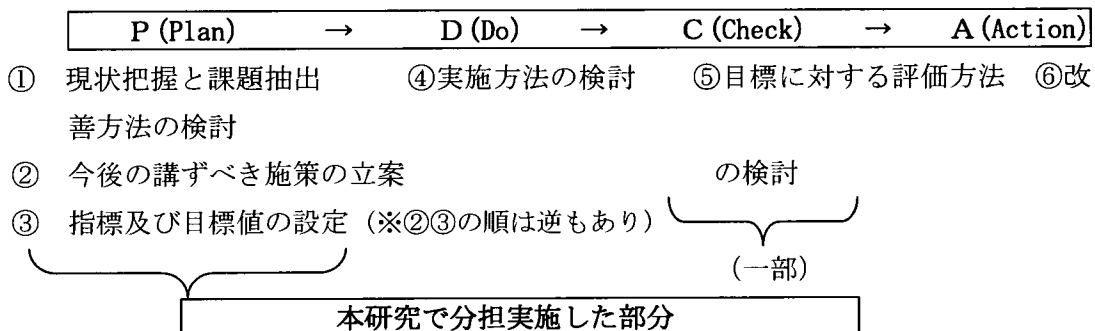 P(Plan) → D(Do) → C(Check) → A(Action)
① 現状把握と課題抽出 ④実施方法の検討 ⑤目標に対する評価方法 ⑥改
善方法の検討
② 今後の講ずべき施策の立案 の検討
③ 指標及び目標値の設定（※②③の順は逆もあり）
(一部)
本研究で分担実施した部分